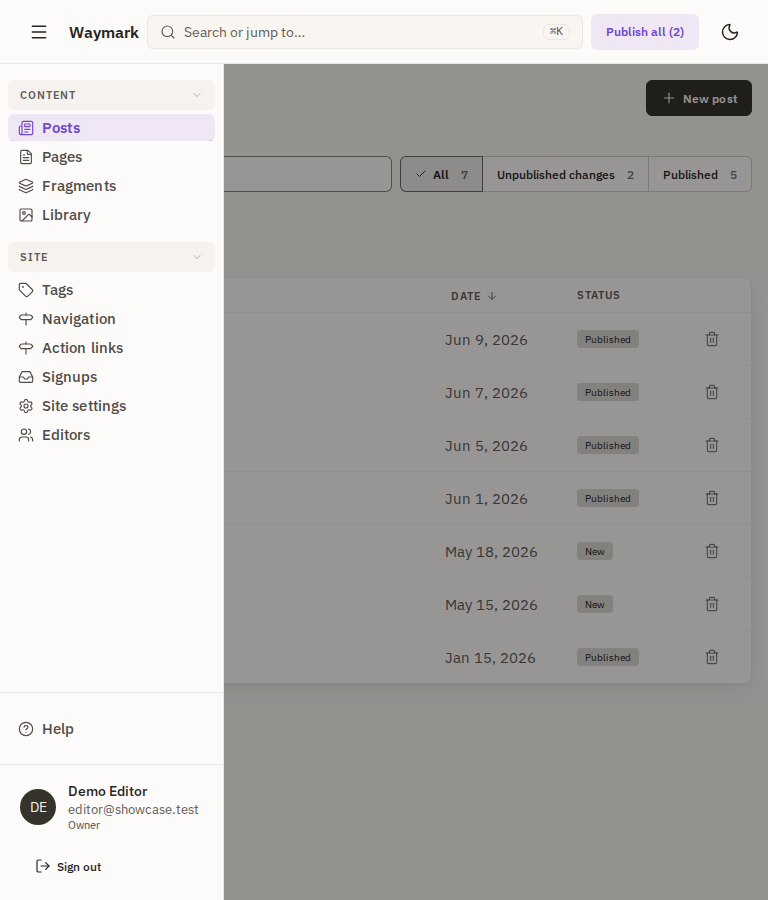 Waymark
Search or jump to...
⌘K
Publish all (2)
CONTENT
Posts
Pages
Fragments
Library
SITE
Tags
Navigation
Action links
Signups
Site settings
Editors
Help
DE
Demo Editor
editor@showcase.test
Owner
Sign out
New post
All 7
Unpublished changes 2
Published 5
DATE STATUS
Jun 9, 2026 Published
Jun 7, 2026 Published
Jun 5, 2026 Published
Jun 1, 2026 Published
May 18, 2026 New
May 15, 2026 New
Jan 15, 2026 Published